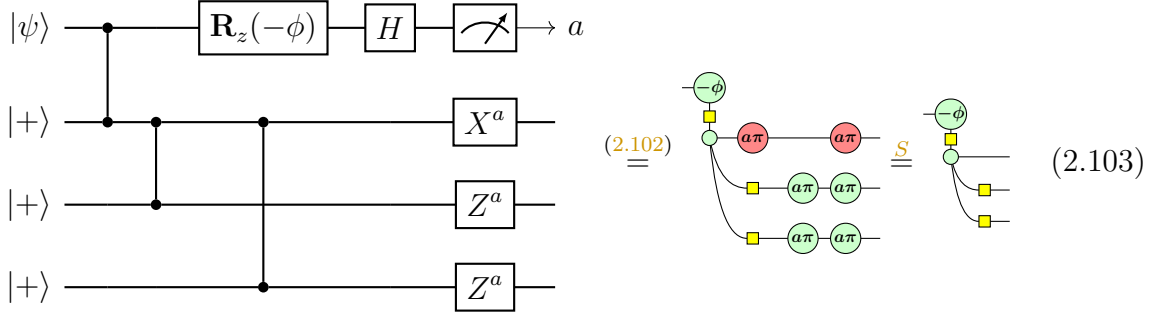 |ψ⟩ R_z(−ϕ) H a
|+⟩ X^a
|+⟩ Z^a
|+⟩ Z^a
−ϕ
(2.102) = aπ aπ
aπ aπ
aπ aπ
S =
−ϕ
(2.103)